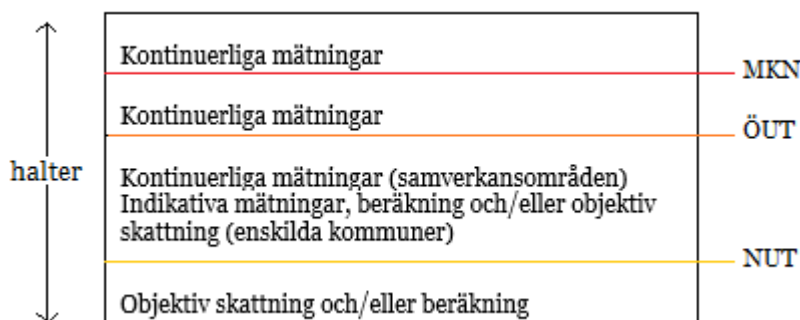 Kontinuerliga mätningar
MKN
Kontinuerliga mätningar
ÖUT
halter
Kontinuerliga mätningar (samverkansområden)
Indikativa mätningar, beräkning och/eller objektiv
skattning (enskilda kommuner)
NUT
Objektiv skattning och/eller beräkning